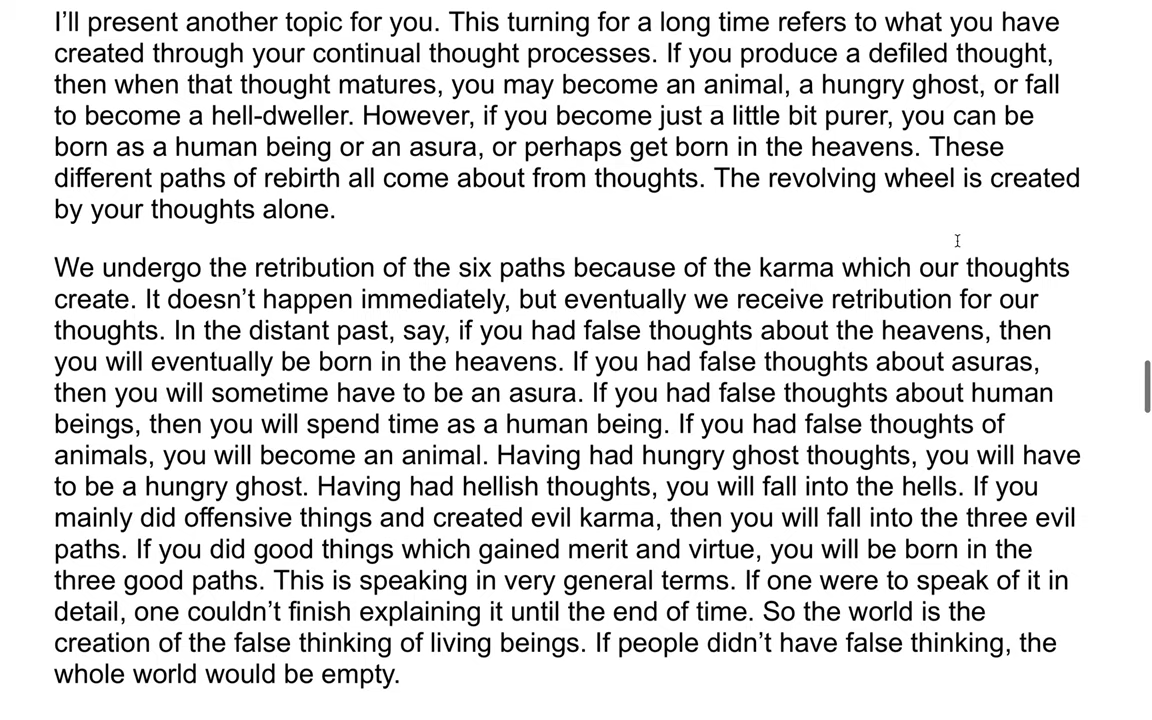 I’ll present another topic for you. This turning for a long time refers to what you have
created through your continual thought processes. If you produce a defiled thought,
then when that thought matures, you may become an animal, a hungry ghost, or fall
to become a hell-dweller. However, if you become just a little bit purer, you can be
born as a human being or an asura, or perhaps get born in the heavens. These
different paths of rebirth all come about from thoughts. The revolving wheel is created
by your thoughts alone.
We undergo the retribution of the six paths because of the karma which our thoughts
create. It doesn’t happen immediately, but eventually we receive retribution for our
thoughts. In the distant past, say, if you had false thoughts about the heavens, then
you will eventually be born in the heavens. If you had false thoughts about asuras,
then you will sometime have to be an asura. If you had false thoughts about human
beings, then you will spend time as a human being. If you had false thoughts of
animals, you will become an animal. Having had hungry ghost thoughts, you will have
to be a hungry ghost. Having had hellish thoughts, you will fall into the hells. If you
mainly did offensive things and created evil karma, then you will fall into the three evil
paths. If you did good things which gained merit and virtue, you will be born in the
three good paths. This is speaking in very general terms. If one were to speak of it in
detail, one couldn’t finish explaining it until the end of time. So the world is the
creation of the false thinking of living beings. If people didn’t have false thinking, the
whole world would be empty.